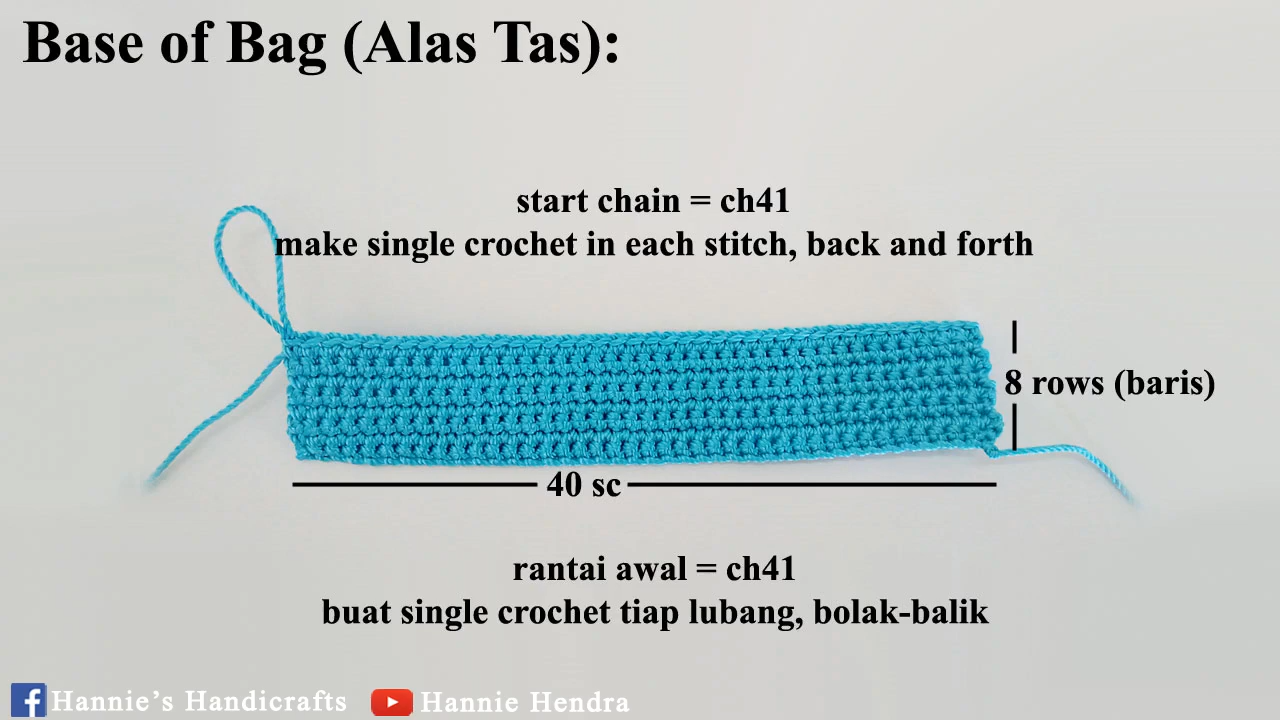 Base of Bag (Alas Tas):
start chain = ch41
make single crochet in each stitch, back and forth
8 rows (baris)
40 sc
rantai awal = ch41
buat single crochet tiap lubang, bolak-balik
Hannie's Handicrafts
Hannie Hendra